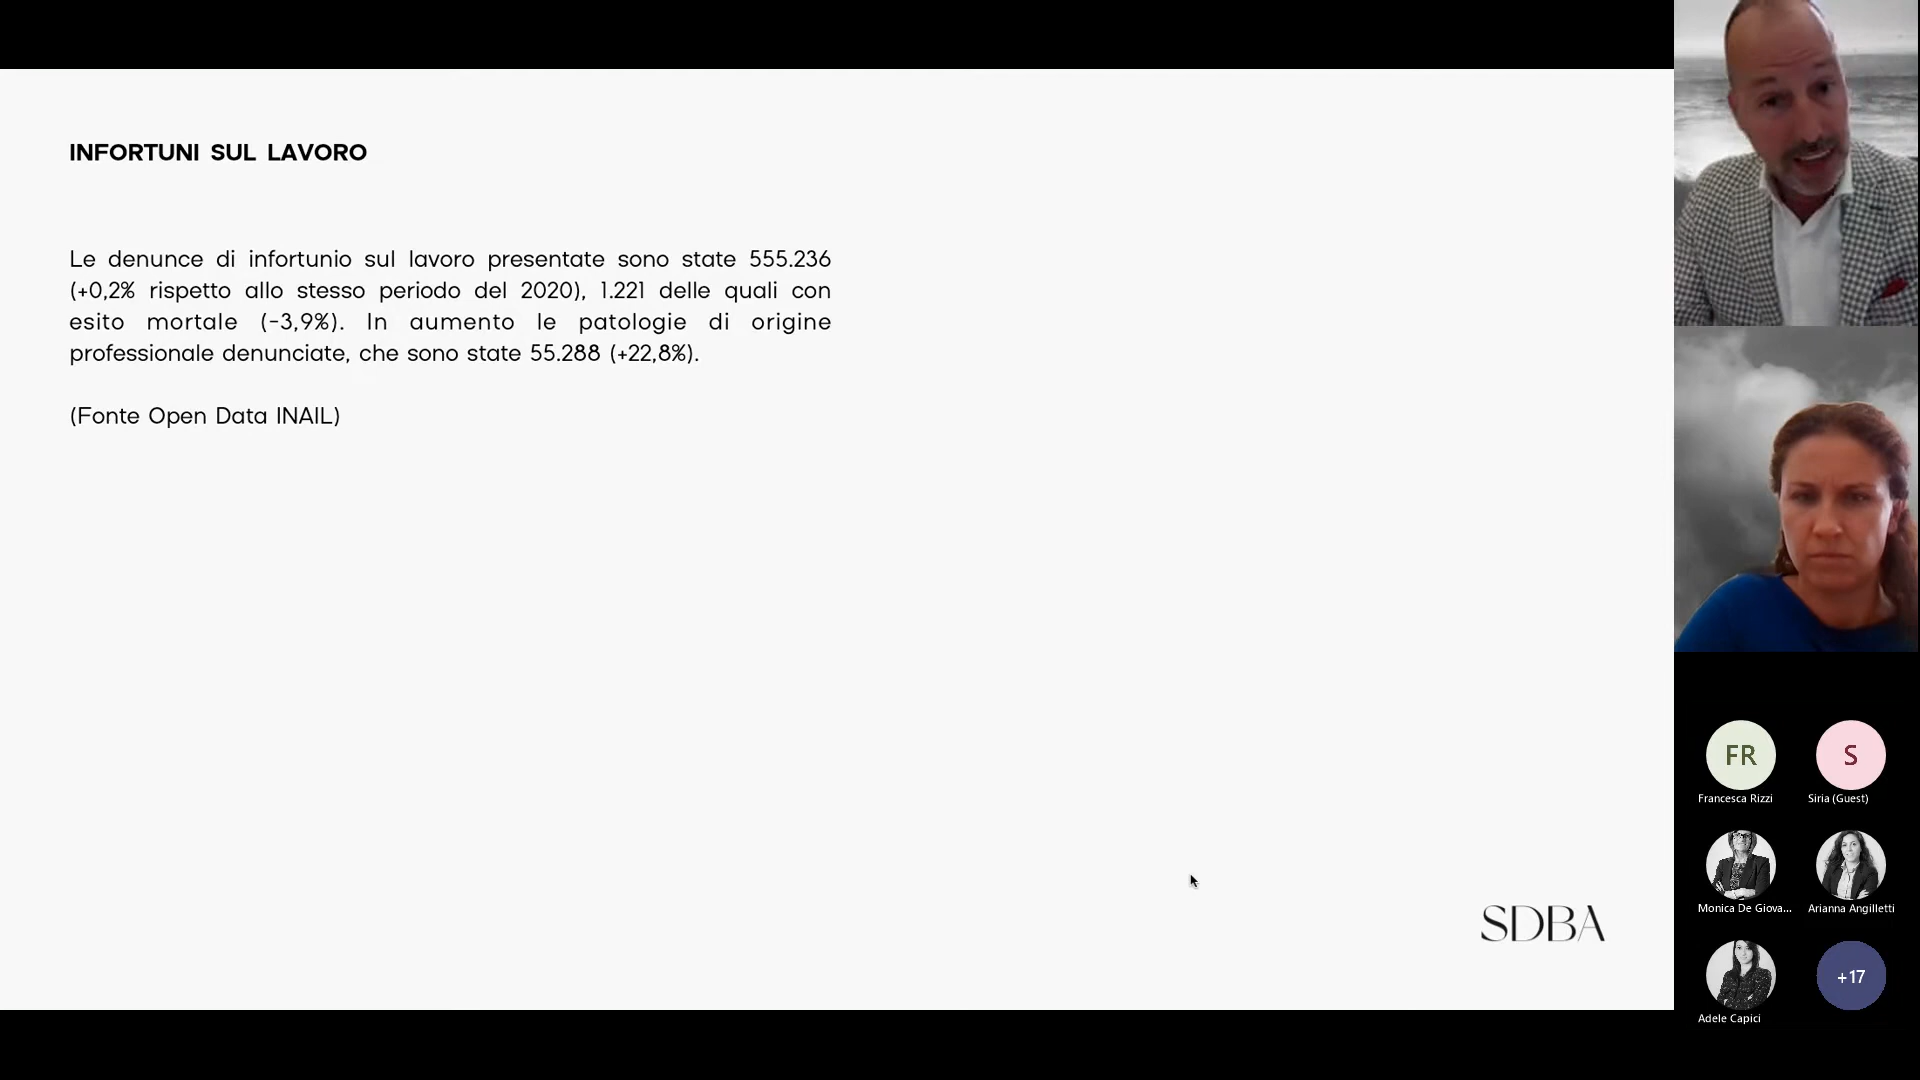 INFORTUNI SUL LAVORO
Le denunce di infortunio sul lavoro presentate sono state 555.236
(+0,2% rispetto allo stesso periodo del 2020), 1.221 delle quali con
esito mortale (-3,9%). In aumento le patologie di origine
professionale denunciate, che sono state 55.288 (+22,8%).
(Fonte Open Data INAIL)
SDBA
FR
S
Francesca Rizzi
Siria (Guest)
Monica De Giova...
Arianna Angilletti
+17
Adele Capici